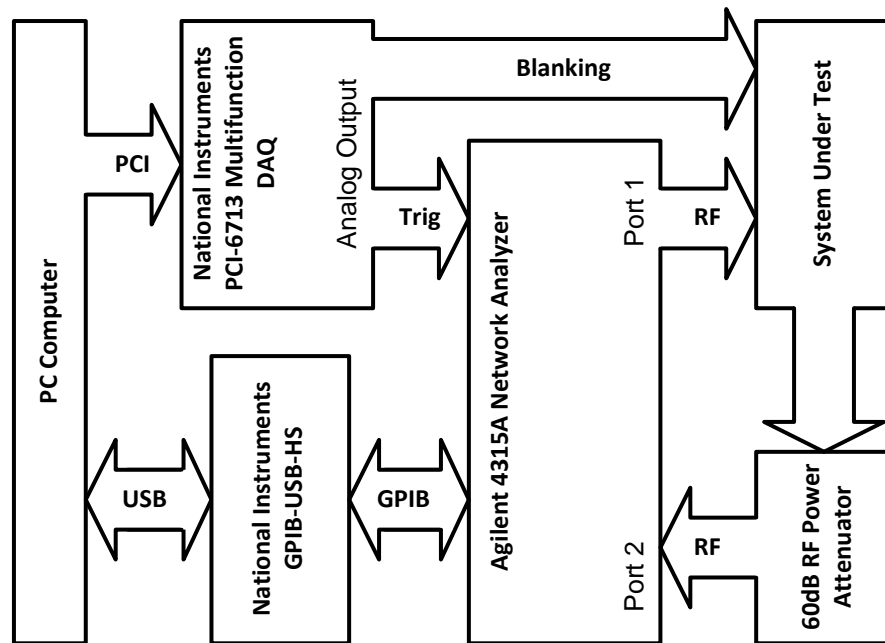 PC Computer
PCI
National Instruments
PCI-6713 Multifunction
DAQ
Analog Output
Blanking
Trig
Agilent 4315A Network Analyzer
Port 1
RF
System Under Test
USB
National Instruments
GPIB-USB-HS
GPIB
Port 2
RF
60dB RF Power
Attenuator